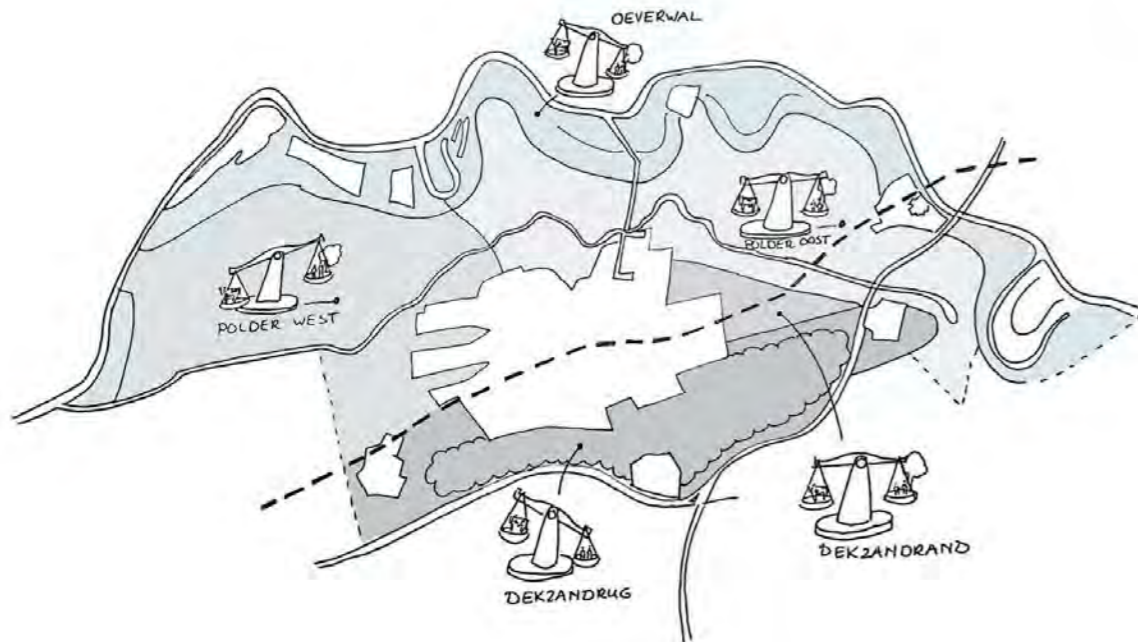 OEVERWAL
POLDER OOST
POLDER WEST
DEKZANDRAND
DEKZANDRUG